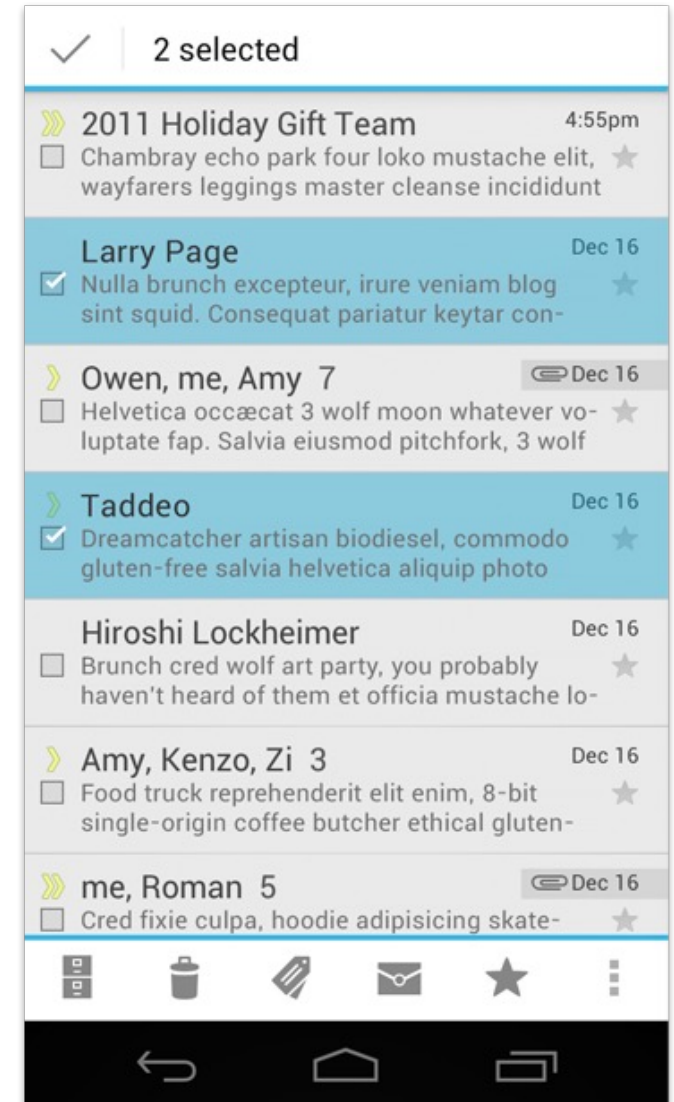 2 selected
2011 Holiday Gift Team 4:55pm
Chambray echo park four loko mustache elit,
wayfarers leggings master cleanse incididunt
Larry Page Dec 16
Nulla brunch excepteur, irure veniam blog
sint squid. Consequat pariatur keytar con-
Owen, me, Amy 7 Dec 16
Helvetica occæcat 3 wolf moon whatever vo-
luptate fap. Salvia eiusmod pitchfork, 3 wolf
Taddeo Dec 16
Dreamcatcher artisan biodiesel, commodo
gluten-free salvia helvetica aliquip photo
Hiroshi Lockheimer Dec 16
Brunch cred wolf art party, you probably
haven't heard of them et officia mustache lo-
Amy, Kenzo, Zi 3 Dec 16
Food truck reprehenderit elit enim, 8-bit
single-origin coffee butcher ethical gluten-
me, Roman 5 Dec 16
Cred fixie culpa, hoodie adipisicing skate-